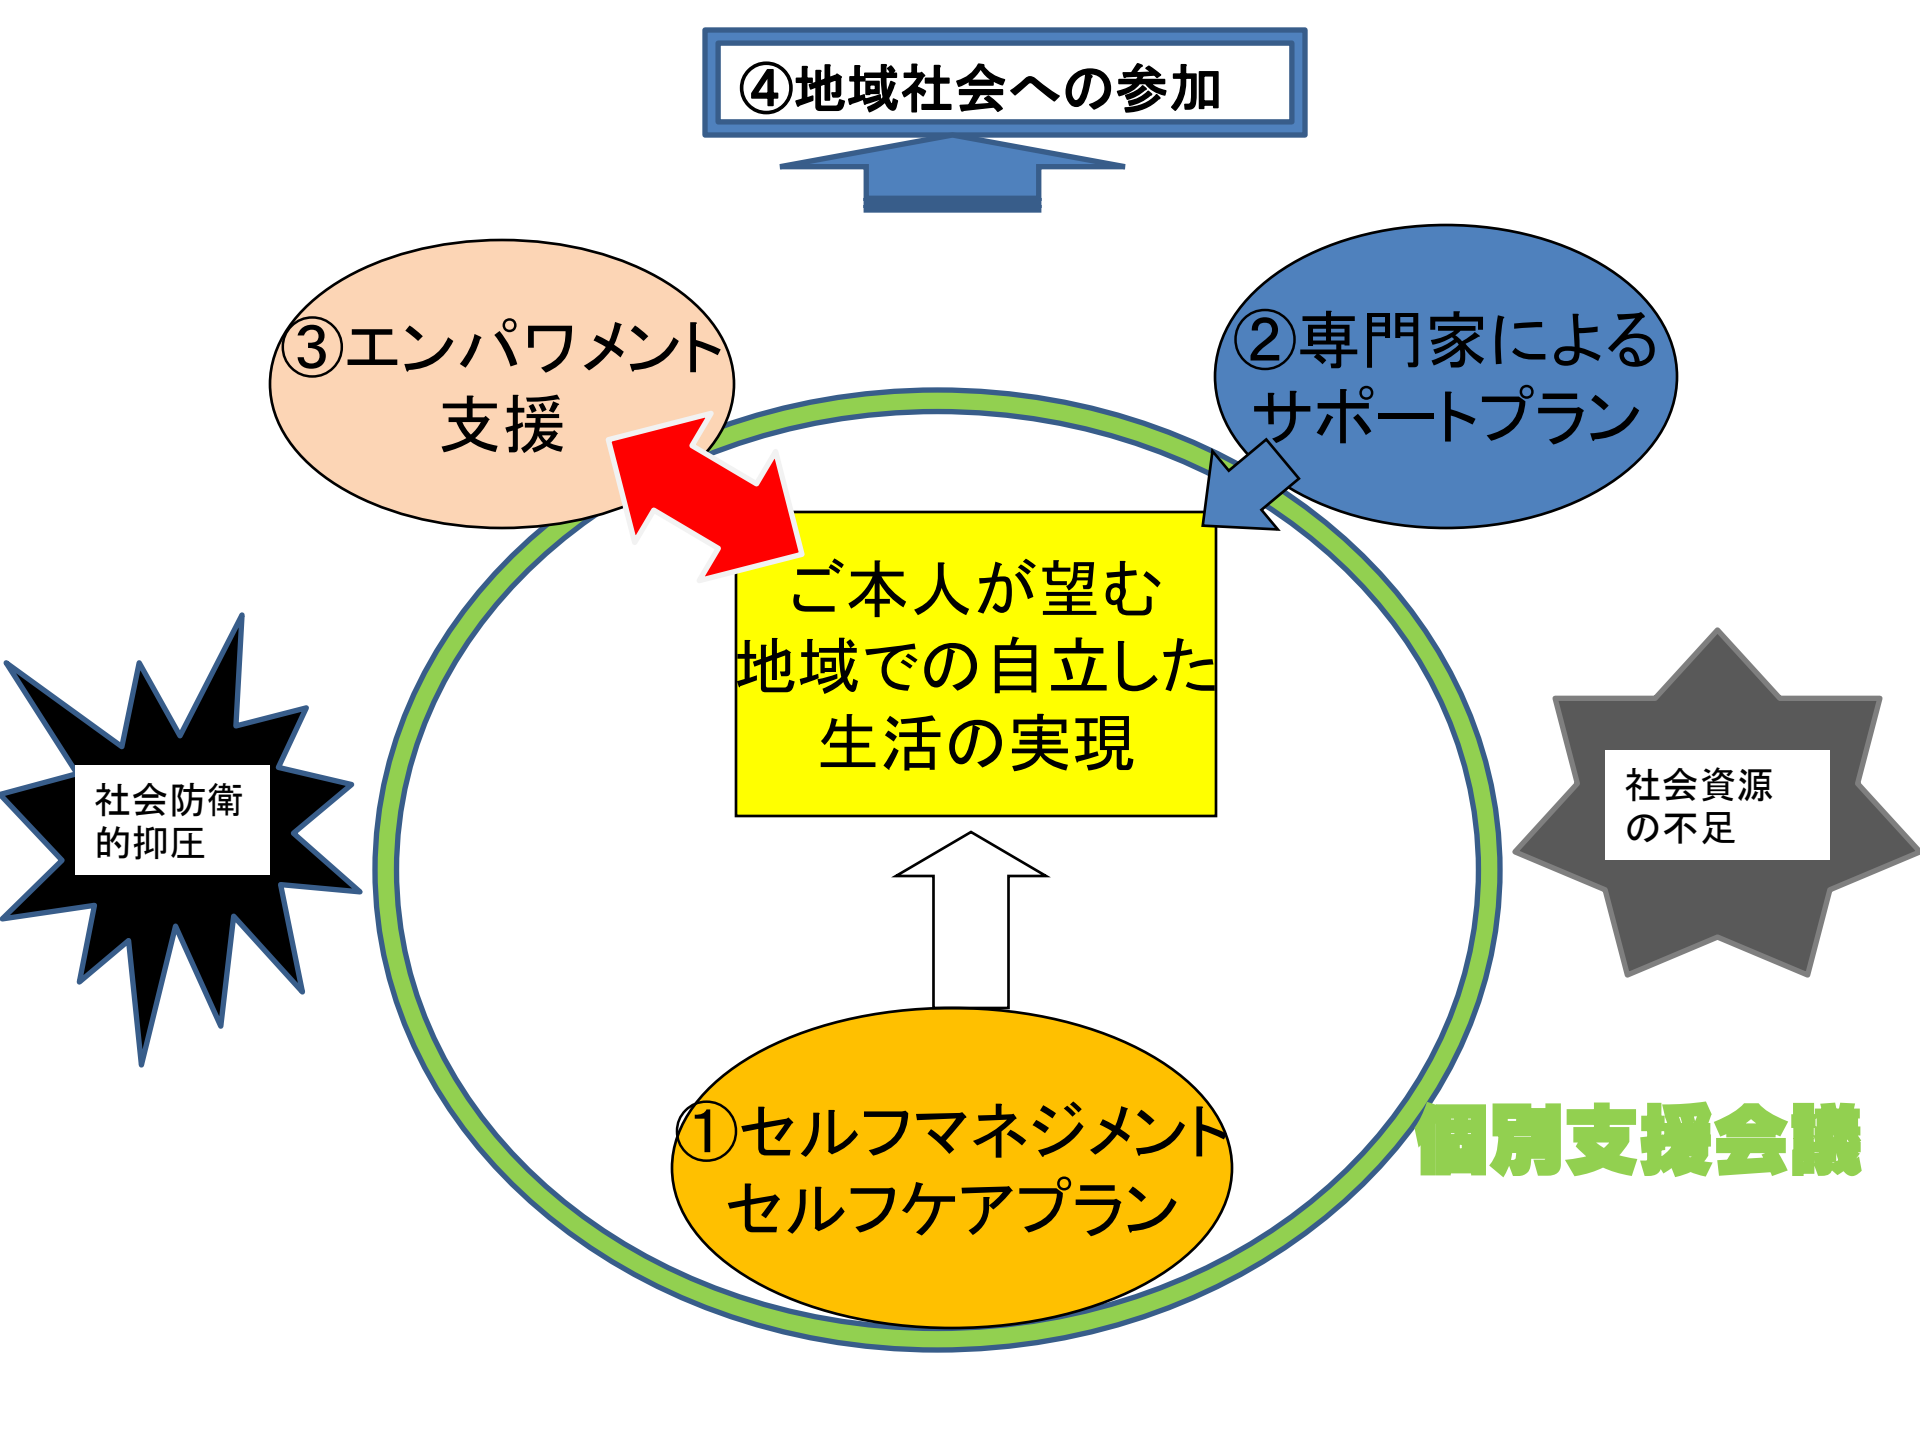 ④地域社会への参加
③エンパワメント
支援
②専門家による
サポートプラン
ご本人が望む
地域での自立した
生活の実現
社会防衛
的抑圧
社会資源
の不足
①セルフマネジメント
セルフケアプラン
個別支援会議